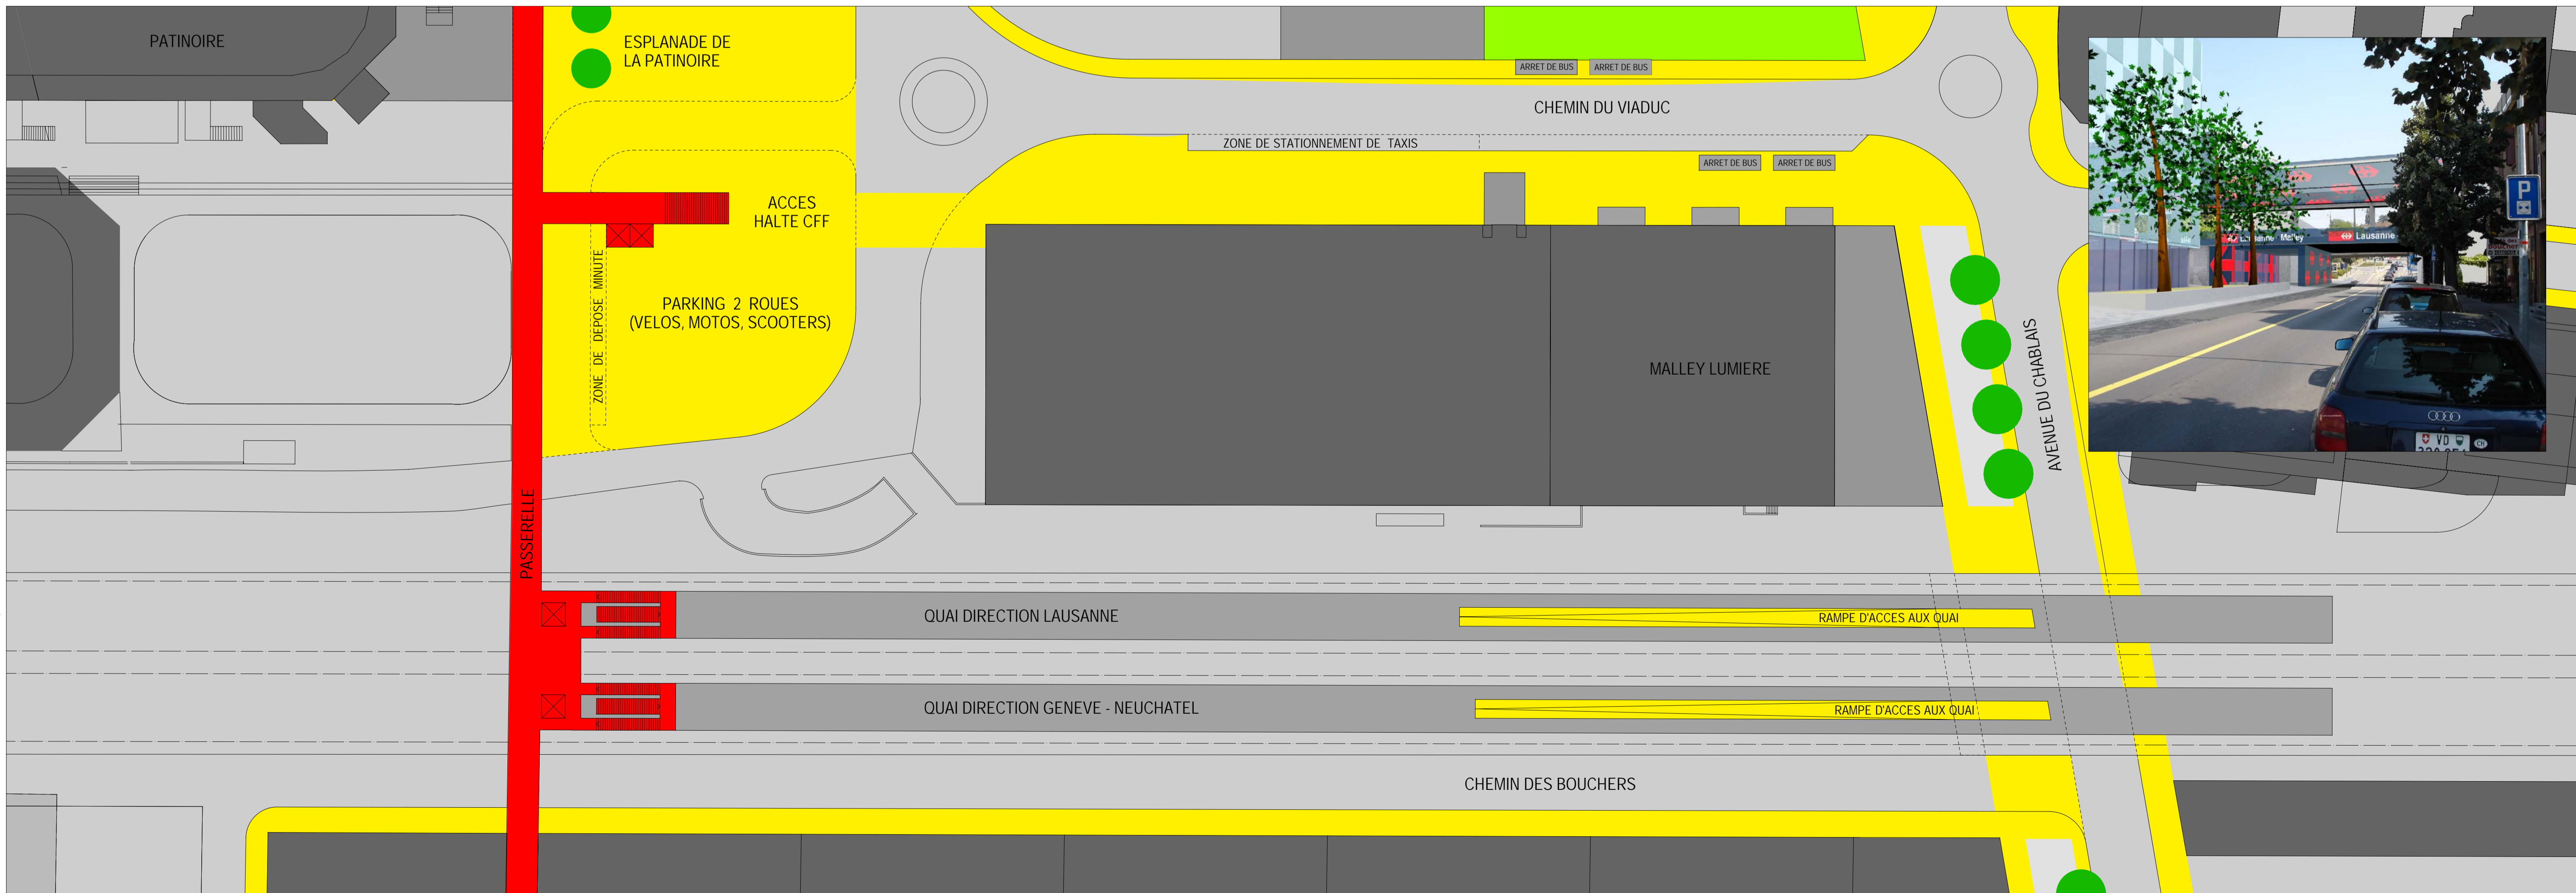 PATINOIRE
ESPLANADE DE
LA PATINOIRE
ARRET DE BUS
ARRET DE BUS
CHEMIN DU VIADUC
ZONE DE STATIONNEMENT DE TAXIS
ARRET DE BUS
ARRET DE BUS
ACCES
HALTE CFF
ZONE DE DEPOSE MINUTE
PARKING 2 ROUES
(VELOS, MOTOS, SCOOTERS)
MALLEY LUMIERE
AVENUE DU CHABLAIS
P
Malley
Lausanne
VD
PASSERELLE
QUAI DIRECTION LAUSANNE
RAMPE D'ACCES AUX QUAI
QUAI DIRECTION GENEVE - NEUCHATEL
RAMPE D'ACCES AUX QUAI
CHEMIN DES BOUCHERS